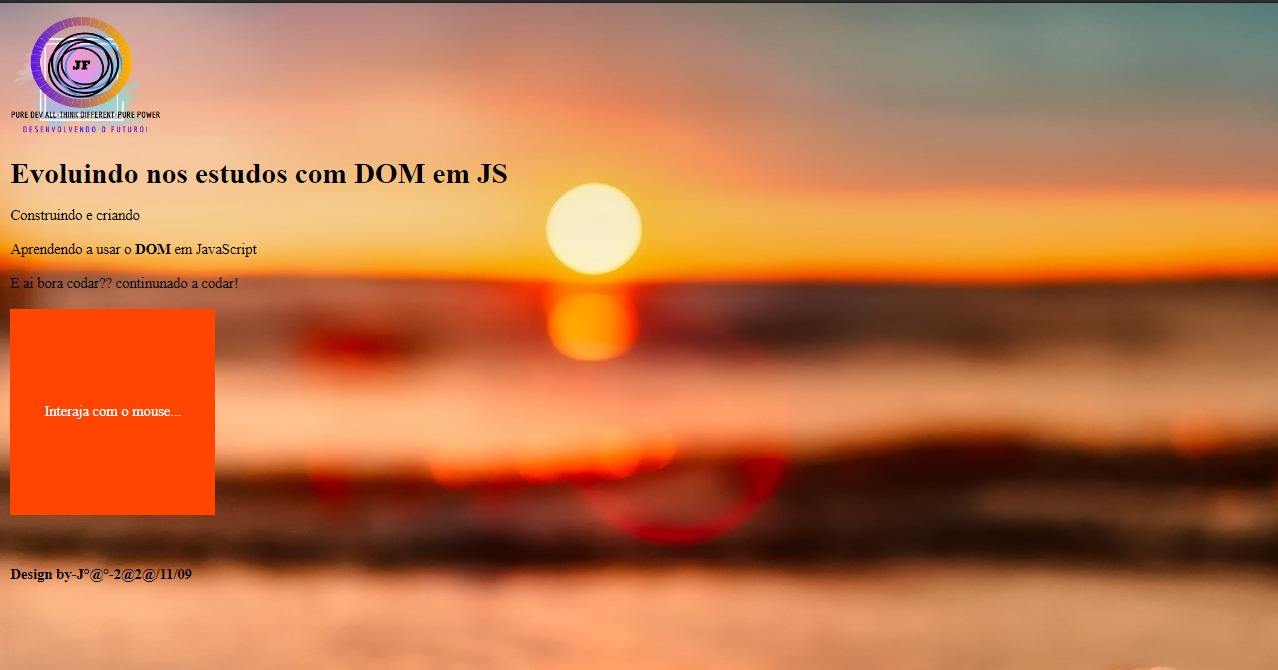 JF
PURE DEV ALL-THINK DIFFERENT-PURE POWER
DESENVOLVENDO O FUTURO!
Evoluindo nos estudos com DOM em JS
Construindo e criando
Aprendendo a usar o DOM em JavaScript
E ai bora codar?? continunado a codar!
Interaja com o mouse...
Design by-J°@°-2@2@/11/09